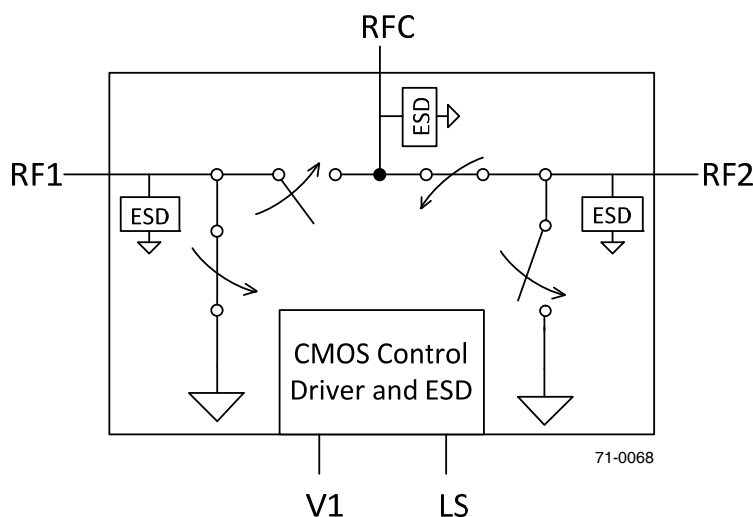 RFC
ESD
RF1
RF2
ESD
ESD
CMOS Control
Driver and ESD
71-0068
V1
LS